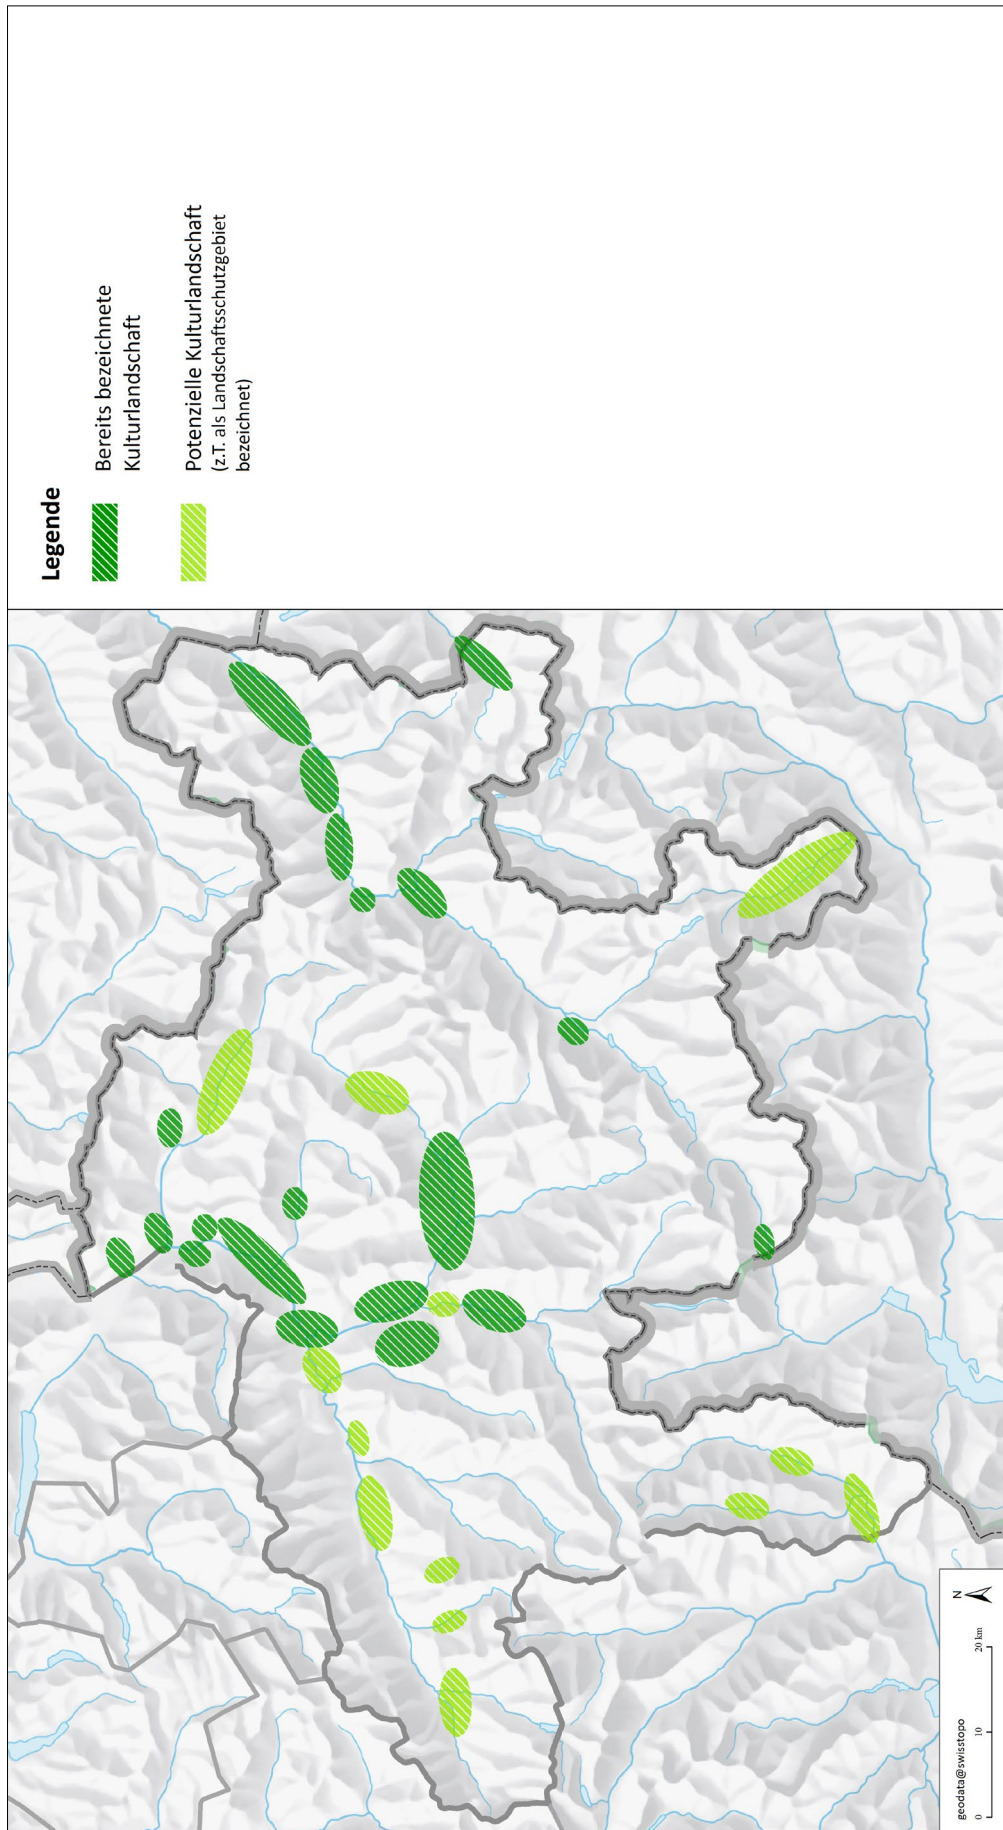 Legende
Bereits bezeichnete
Kulturlandschaft
Potenzielle Kulturlandschaft
(z.T. als Landschaftsschutzgebiet
bezeichnet)
geodata@swisstopo
N
0 10 20 km